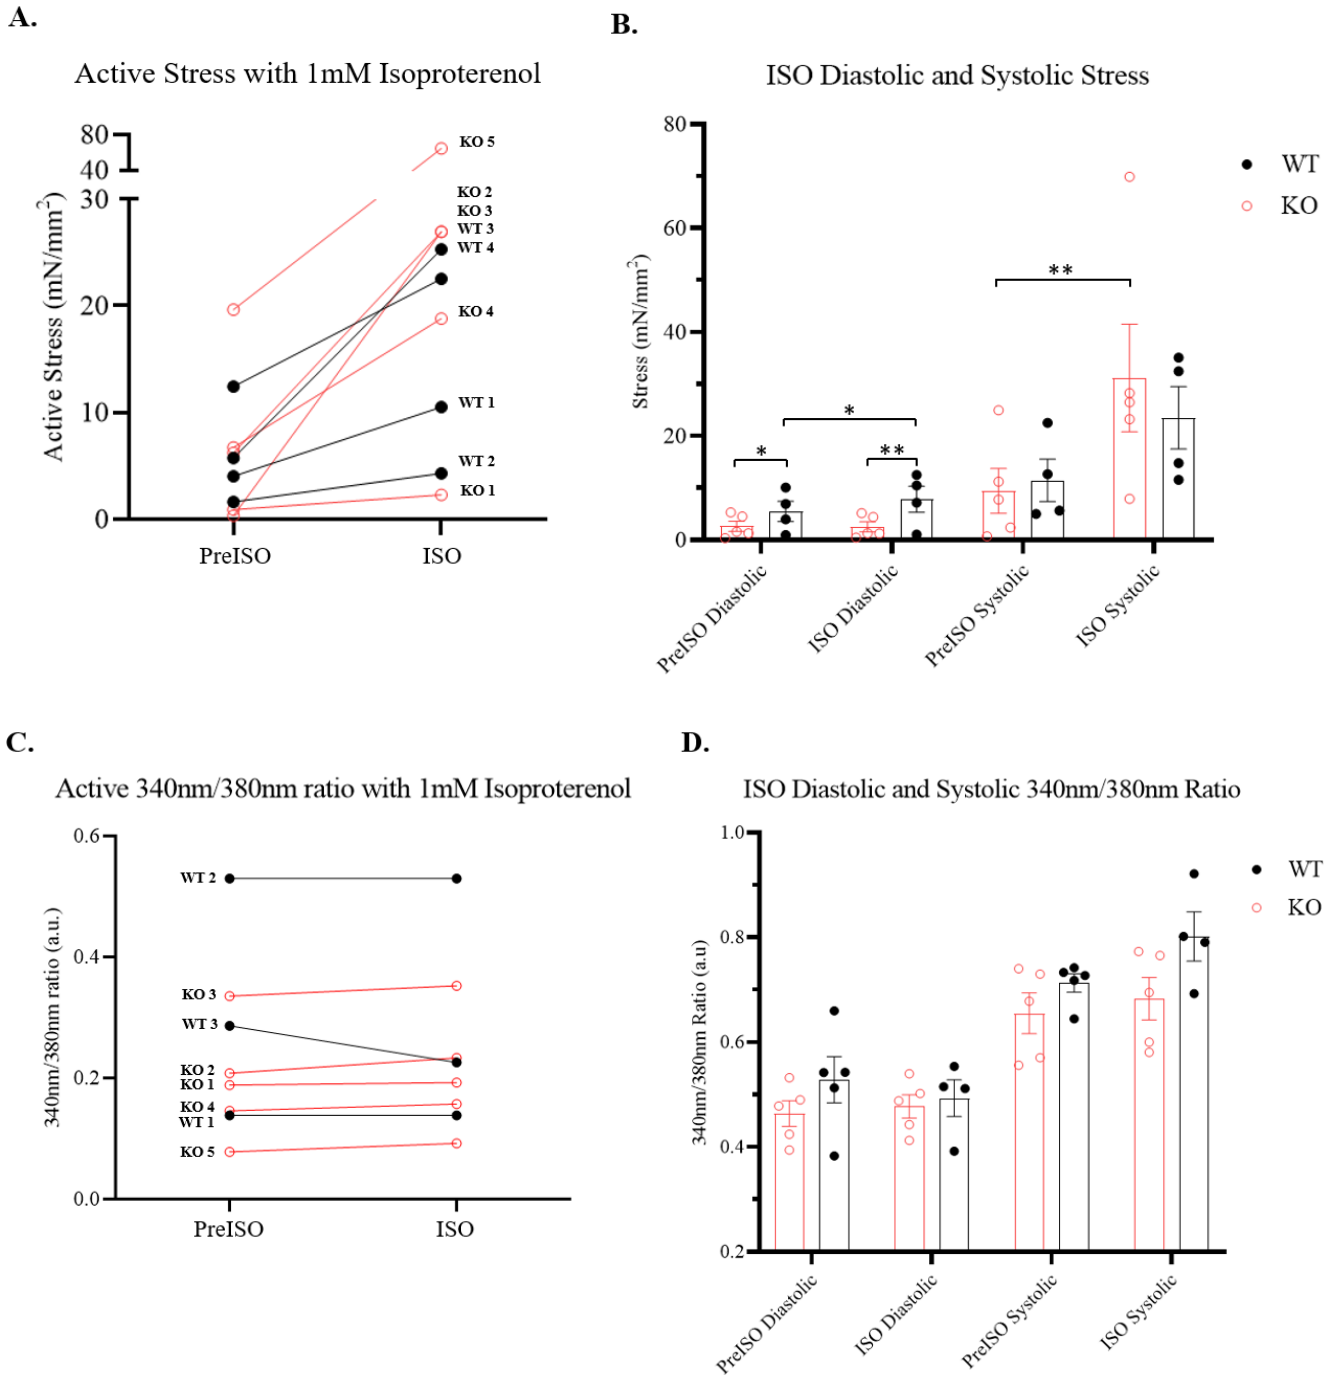 A.
Active Stress with 1mM Isoproterenol
Active Stress (mN/mm²)
80
40
30
20
10
0
KO 5
KO 2
KO 3
WT 3
WT 4
KO 4
WT 1
WT 2
KO 1
PreISO
ISO
B.
ISO Diastolic and Systolic Stress
Stress (mN/mm²)
80
60
40
20
0
*
*
**
**
WT
KO
PreISO Diastolic
ISO Diastolic
PreISO Systolic
ISO Systolic
C.
Active 340nm/380nm ratio with 1mM Isoproterenol
340nm/380nm ratio (a.u.)
0.6
0.4
0.2
0.0
WT 2
KO 3
WT 3
KO 2
KO 1
KO 4
WT 1
KO 5
PreISO
ISO
D.
ISO Diastolic and Systolic 340nm/380nm Ratio
340nm/380nm Ratio (a.u)
1.0
0.8
0.6
0.4
0.2
WT
KO
PreISO Diastolic
ISO Diastolic
PreISO Systolic
ISO Systolic